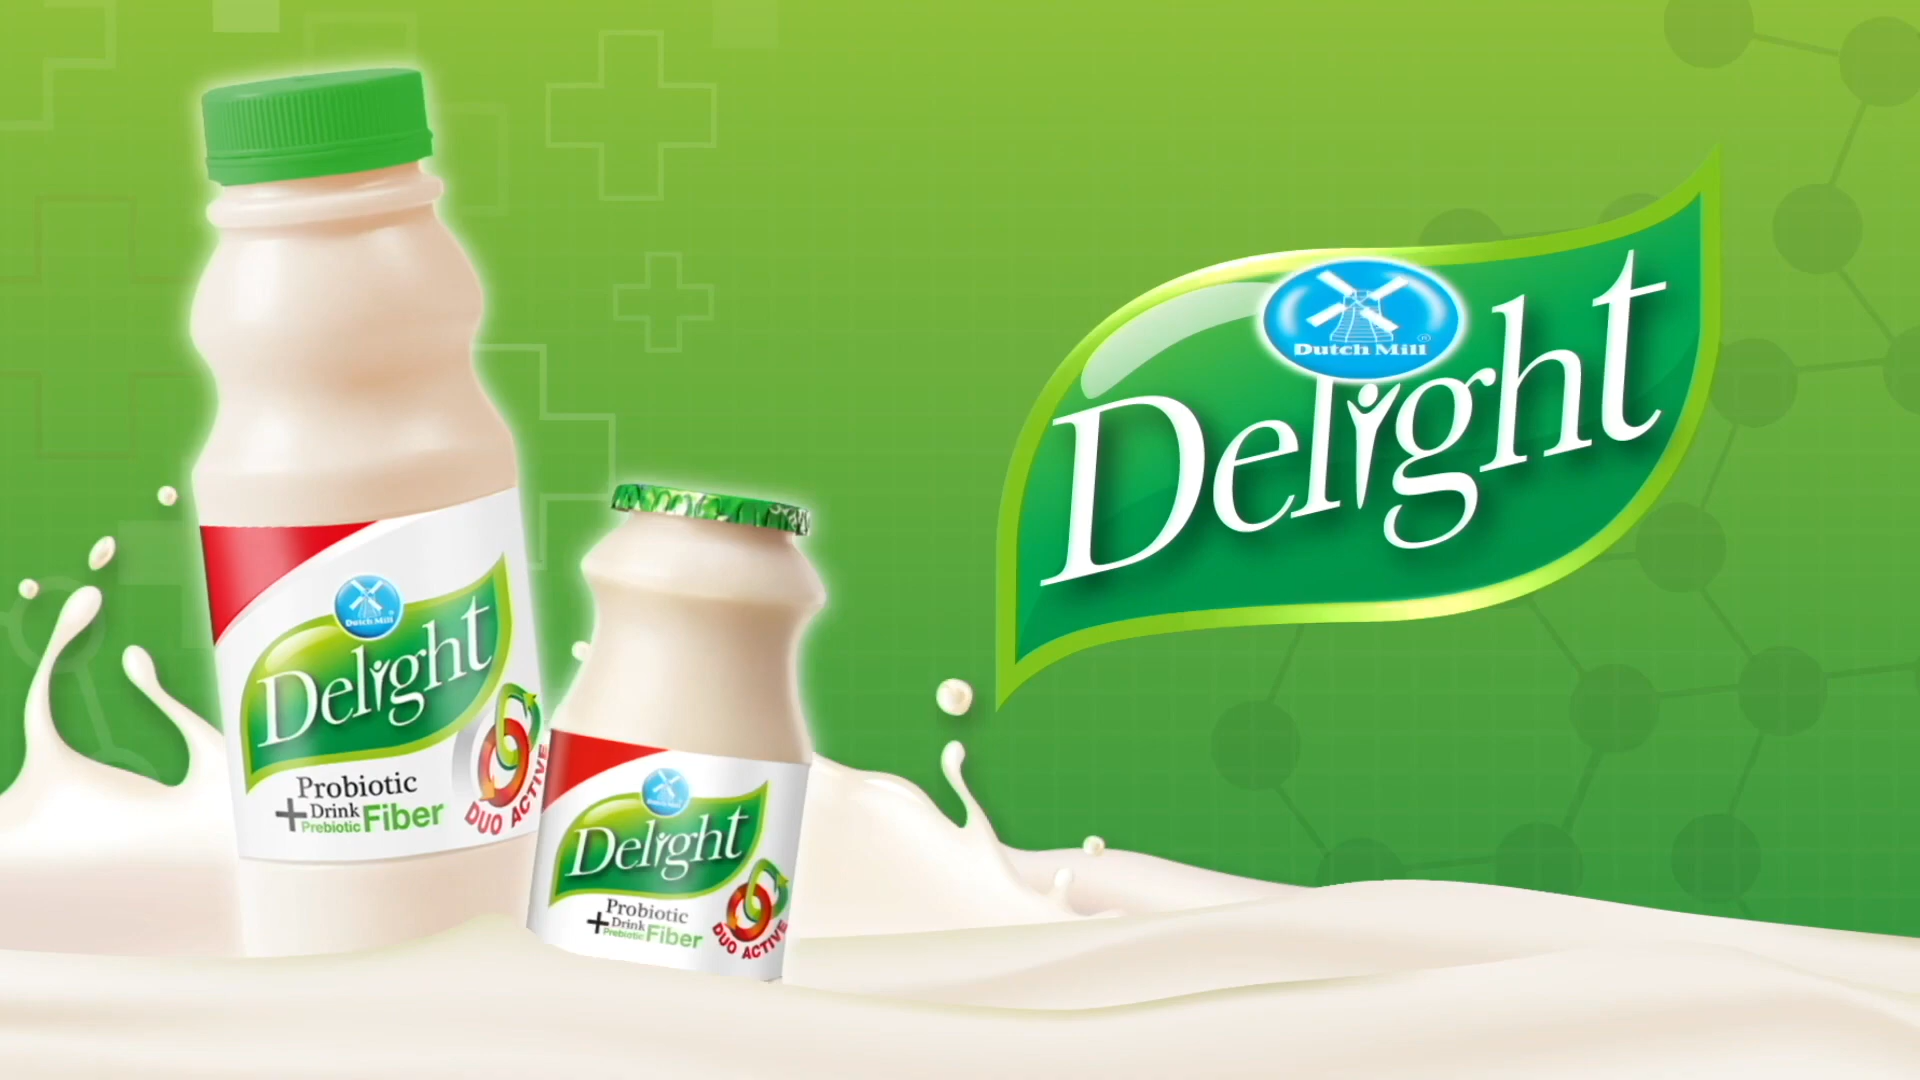 Dutch Mill
Delight
Probiotic
+Drink
Prebiotic Fiber
DUO ACTIVE
Dutch Mill
Delight
Probiotic
+Drink
Prebiotic Fiber
DUO ACTIVE
Dutch Mill®
Delight